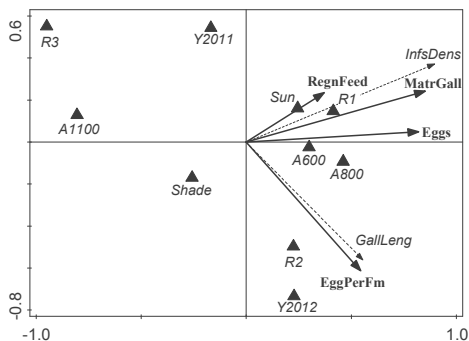 0.6
R3
Y2011
InfsDens
RegnFeed
MatrGall
Sun
R1
A1100
Eggs
A600
A800
Shade
GallLeng
R2
EggPerFm
Y2012
-0.8
-1.0
1.0